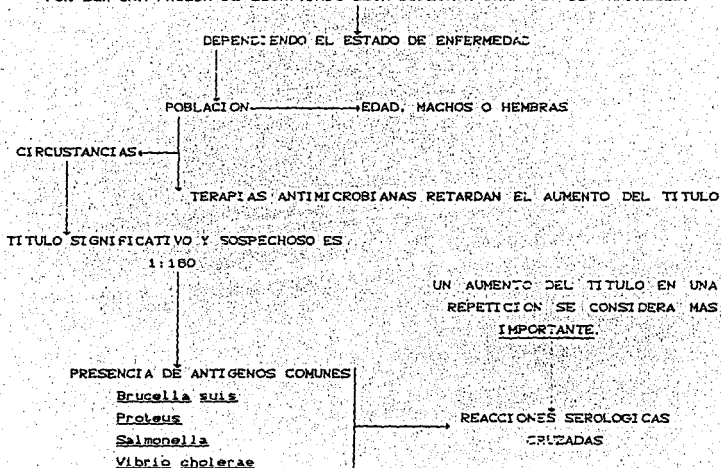 DEPENDIENDO EL ESTADO DE ENFERMEDAD
POBLACION EDAD, MACHOS O HEMBRAS
CIRCUSTANCIAS
TERAPIAS ANTIMICROBIANAS RETARDAN EL AUMENTO DEL TITULO
TITULO SIGNIFICATIVO Y SOSPECHOSO ES
1:160
UN AUMENTO DEL TITULO EN UNA
REPETICION SE CONSIDERA MAS
IMPORTANTE.
PRESENCIA DE ANTIGENOS COMUNES
Brucella suis
Proteus
REACCIONES SEROLOGICAS
Salmonella
CRUZADAS
Vibrio cholerae